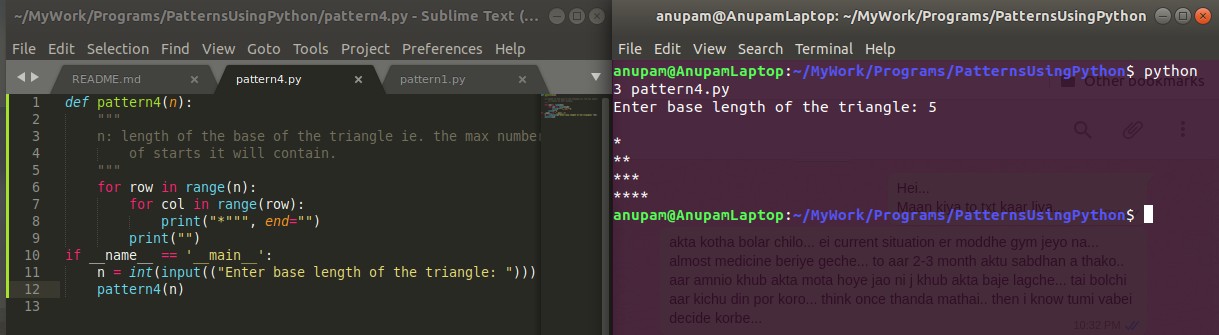 ~/MyWork/Programs/PatternsUsingPython/pattern4.py - Sublime Text (...
File Edit Selection Find View Goto Tools Project Preferences Help
README.md × pattern4.py × pattern1.py ×
1 def pattern4(n):
2 """
3 n: length of the base of the triangle ie. the max number
4 of starts it will contain.
5 """
6 for row in range(n):
7 for col in range(row):
8 print("*""", end="")
9 print("")
10 if __name__ == '__main__':
11 n = int(input(("Enter base length of the triangle: ")))
12 pattern4(n)
13
anupam@AnupamLaptop: ~/MyWork/Programs/PatternsUsingPython
File Edit View Search Terminal Help
anupam@AnupamLaptop:~/MyWork/Programs/PatternsUsingPython$ python
3 pattern4.py
Other bookmarks
Enter base length of the triangle: 5
*
**
***
****
anupam@AnupamLaptop:~/MyWork/Programs/PatternsUsingPython$
Hei...
Maan kiya to txt kaar liya
akta kotha bolar chilo... ei current situation er moddhe gym jeyo na...
almost medicine beriye geche... to aar 2-3 month aktu sabdhan a thako..
aar amnio khub akta mota hoye jao ni j khub akta baje lagche... tai bolchi
aar kichu din por koro... think once thanda mathai.. then i know tumi vabei
decide korbe...
10:32 PM